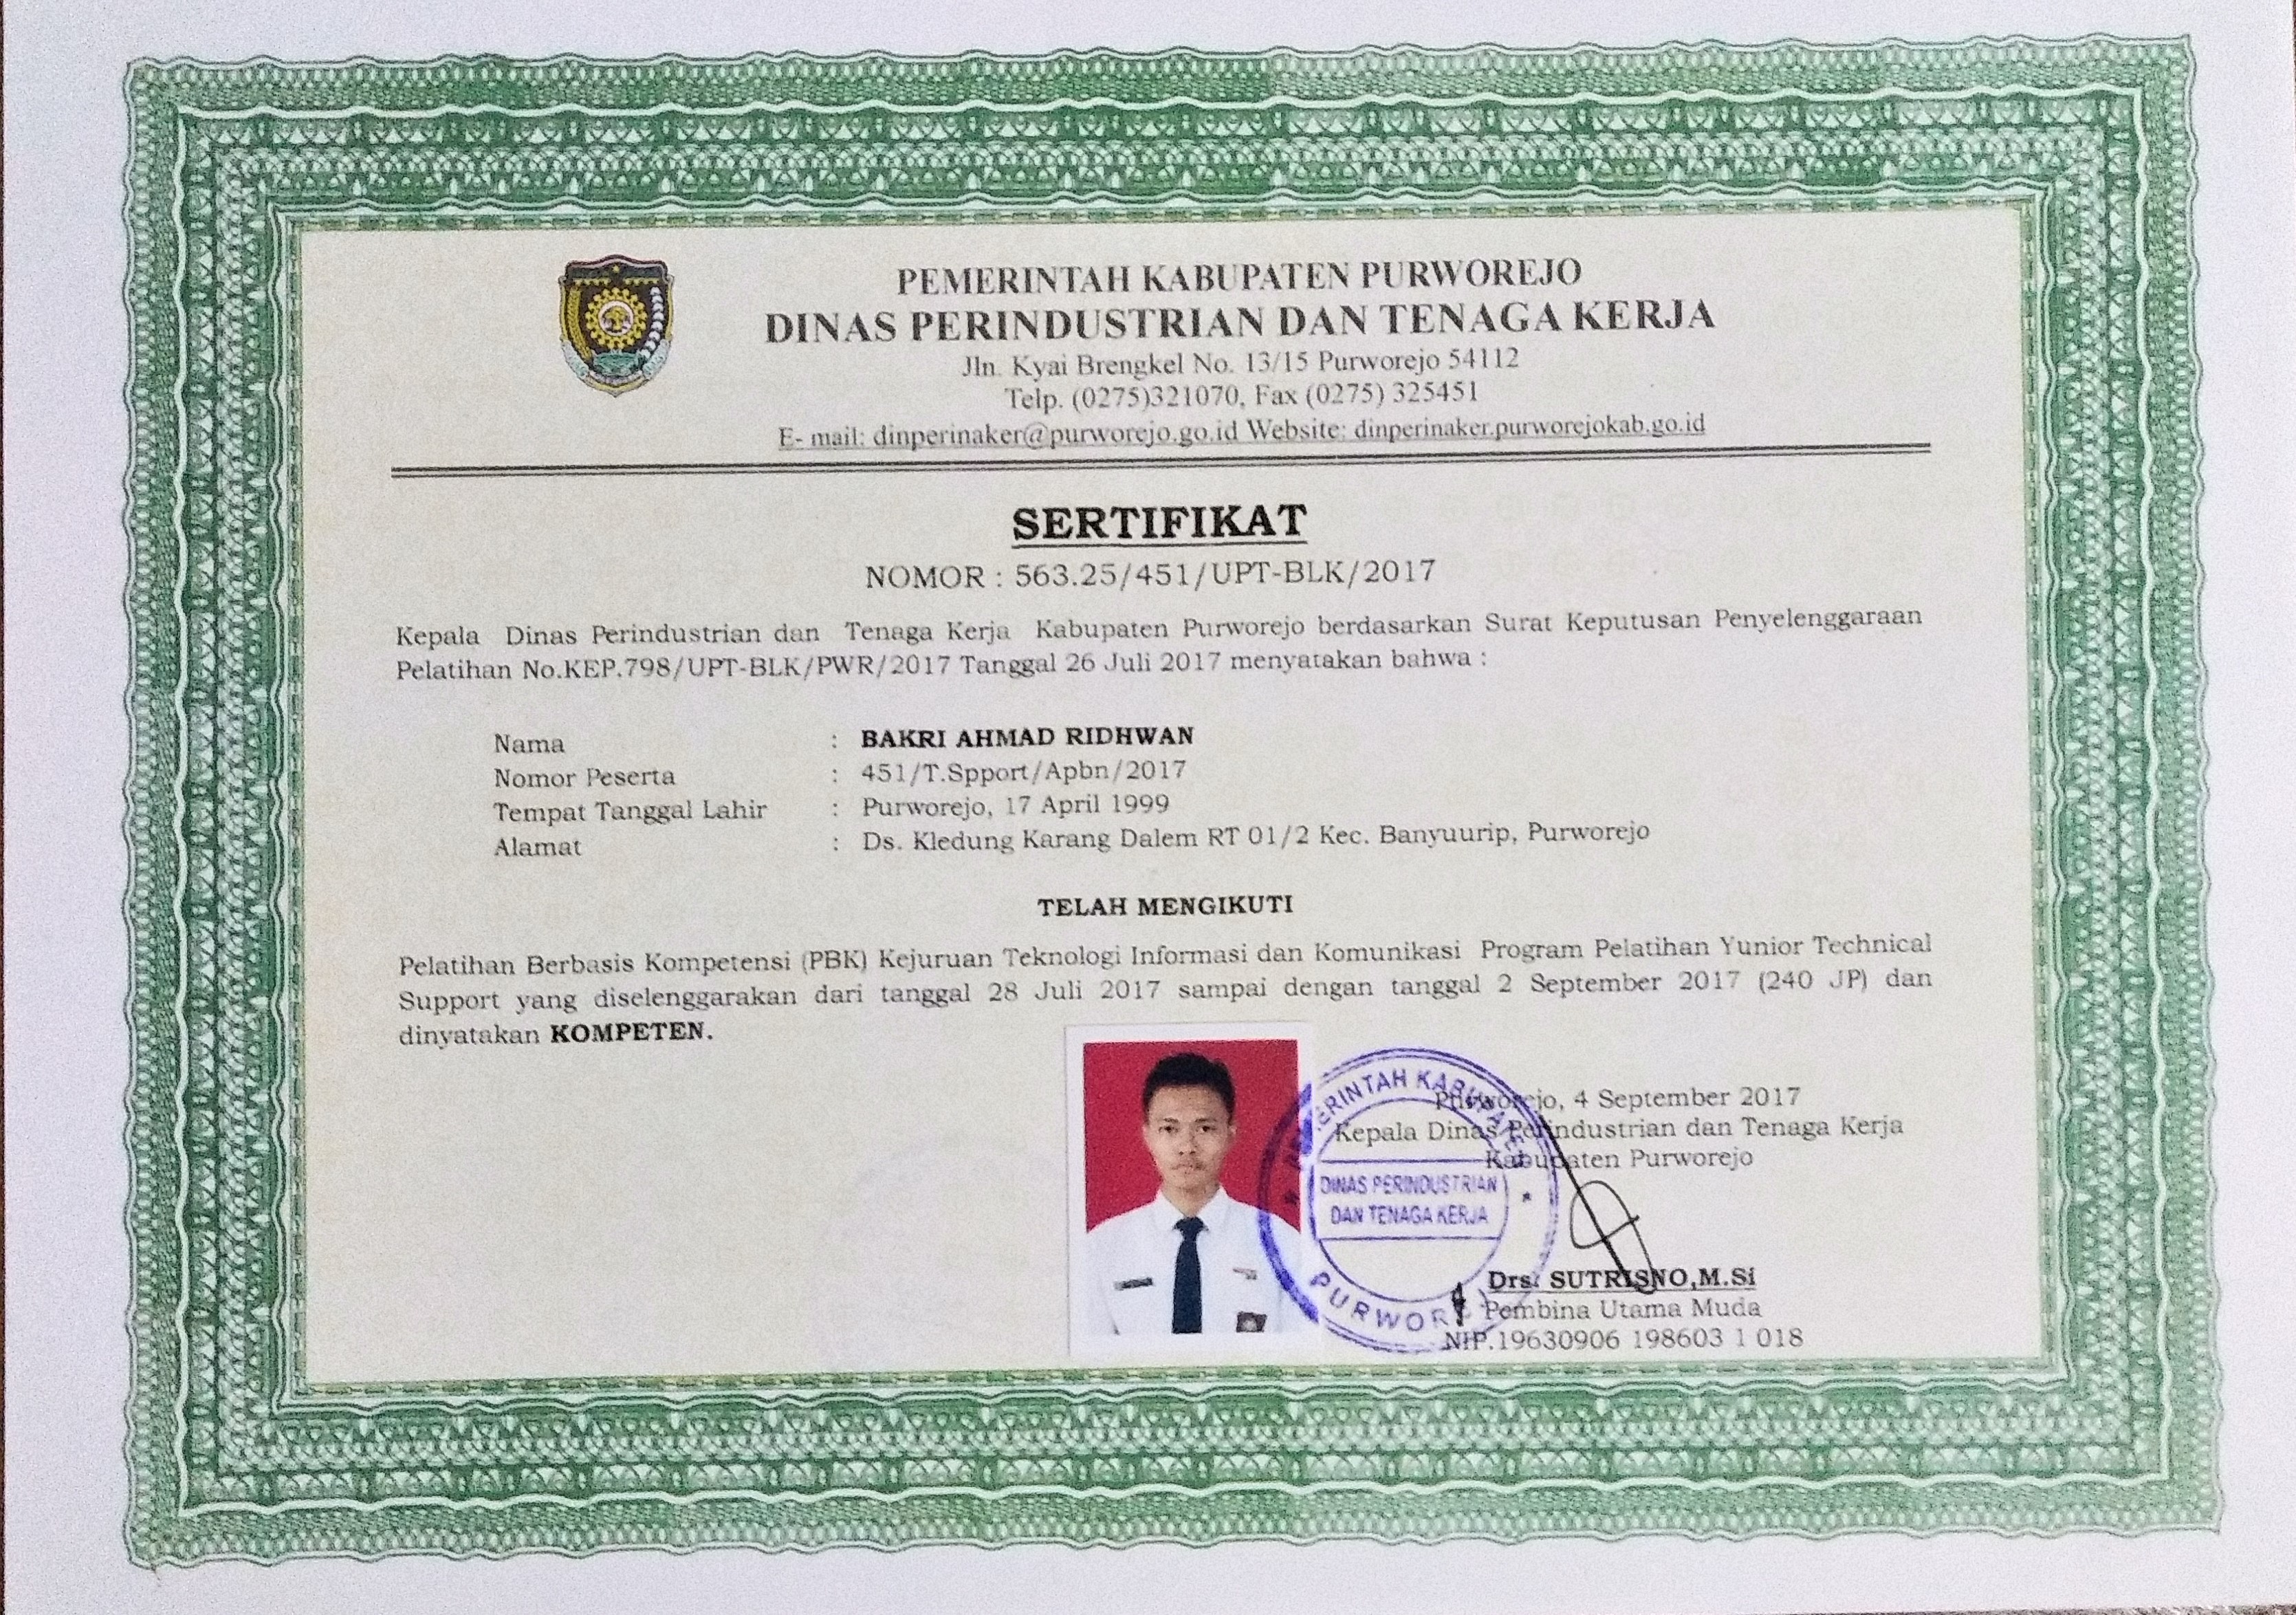 PEMERINTAH KABUPATEN PURWOREJO
DINAS PERINDUSTRIAN DAN TENAGA KERJA
Jln. Kyai Brengkel No. 13/15 Purworejo 54112
Telp. (0275)321070, Fax (0275) 325451
E- mail: dinperinaker@purworejo.go.id Website: dinperinaker.purworejokab.go.id
SERTIFIKAT
NOMOR : 563.25/451/UPT-BLK/2017
Kepala Dinas Perindustrian dan Tenaga Kerja Kabupaten Purworejo berdasarkan Surat Keputusan Penyelenggaraan
Pelatihan No.KEP.798/UPT-BLK/PWR/2017 Tanggal 26 Juli 2017 menyatakan bahwa :
Nama : BAKRI AHMAD RIDHWAN
Nomor Peserta : 451/T.Spport/Apbn/2017
Tempat Tanggal Lahir : Purworejo, 17 April 1999
Alamat : Ds. Kledung Karang Dalem RT 01/2 Kec. Banyuurip, Purworejo
TELAH MENGIKUTI
Pelatihan Berbasis Kompetensi (PBK) Kejuruan Teknologi Informasi dan Komunikasi Program Pelatihan Yunior Technical
Support yang diselenggarakan dari tanggal 28 Juli 2017 sampai dengan tanggal 2 September 2017 (240 JP) dan
dinyatakan KOMPETEN.
Purworejo, 4 September 2017
Kepala Dinas Perindustrian dan Tenaga Kerja
Kabupaten Purworejo
DINAS PERINDUSTRIAN
DAN TENAGA KERJA
Drs. SUTRISNO,M.Si
Pembina Utama Muda
NIP.19630906 198603 1 018